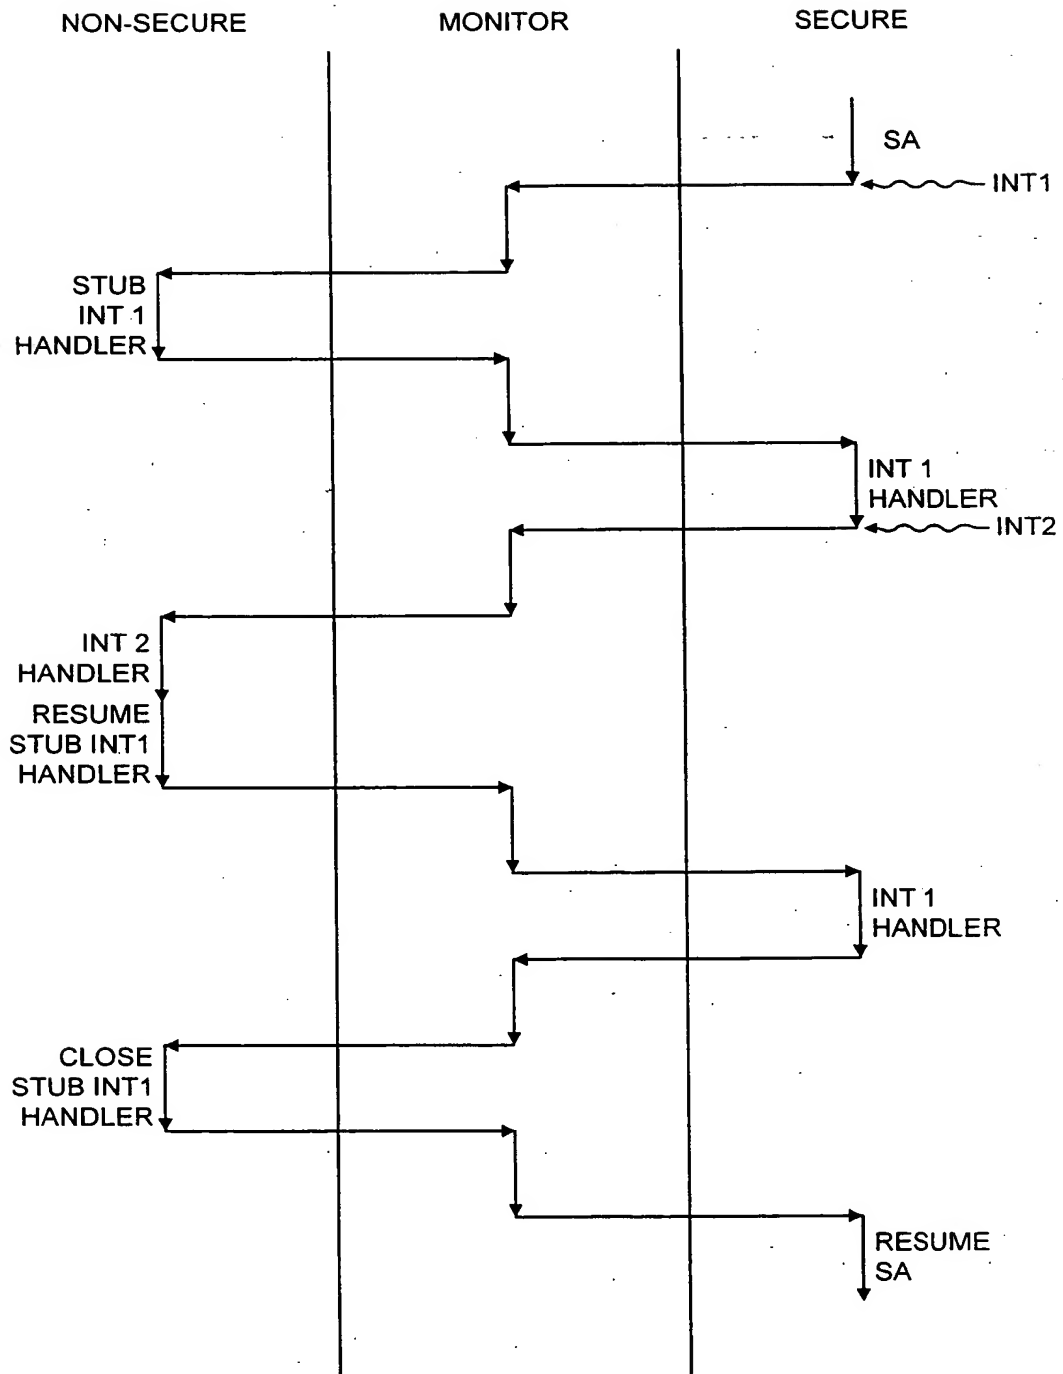 NON-SECURE
MONITOR
SECURE
SA
INT1
STUB
INT 1
HANDLER
INT 1
HANDLER
INT2
INT 2
HANDLER
RESUME
STUB INT1
HANDLER
INT 1
HANDLER
CLOSE
STUB INT1
HANDLER
RESUME
SA